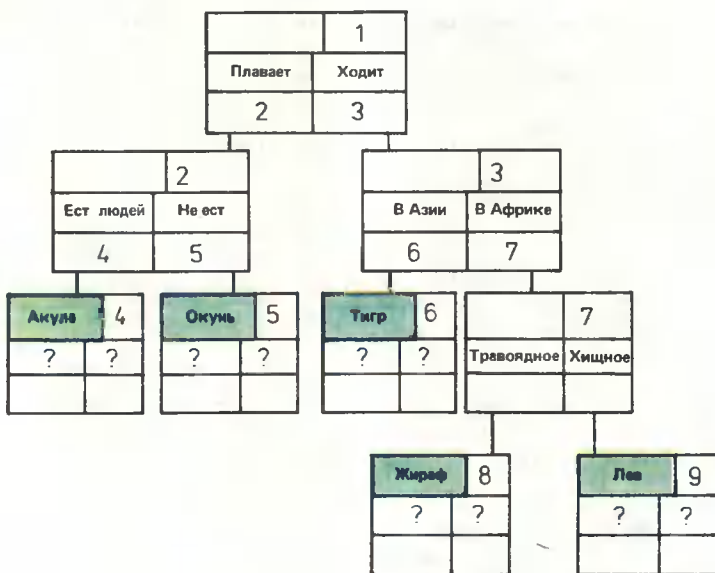 1
Плавает Ходит
2 3
2
Ест людей Не ест
4 5
3
В Азии В Африке
6 7
Акула 4
? ?
Окунь 5
? ?
Тигр 6
? ?
7
Травоядное Хищное
Жираф 8
? ?
Лев 9
? ?